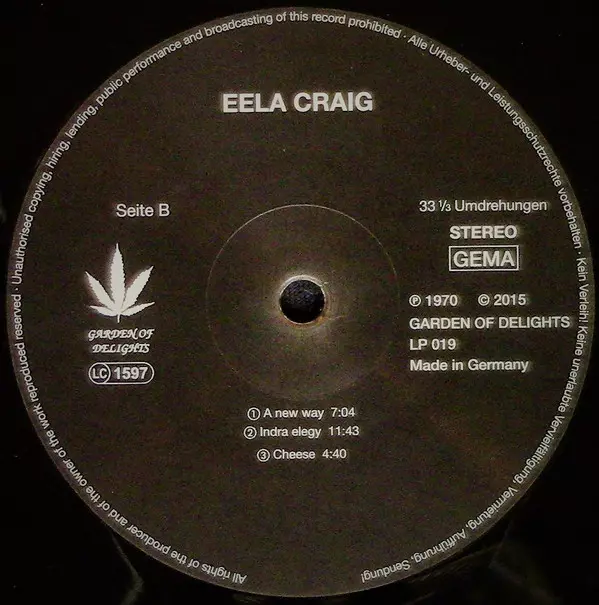 All rights of the producer and of the owner of the work reproduced reserved · Unauthorised copying, hiring, lending, public performance and broadcasting of this record prohibited · Alle Urheber- und Leistungsschutzrechte vorbehalten · Kein Verleih! Keine unerlaubte Vervielfältigung, Vermietung, Aufführung, Sendung!
EELA CRAIG
Seite B
33 1/3 Umdrehungen
STEREO
GEMA
GARDEN OF
DELIGHTS
LC 1597
℗ 1970 © 2015
GARDEN OF DELIGHTS
LP 019
Made in Germany
① A new way 7:04
② Indra elegy 11:43
③ Cheese 4:40